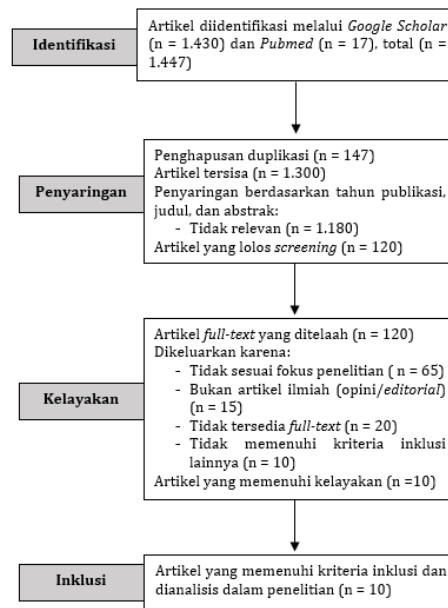 Identifikasi
Artikel diidentifikasi melalui Google Scholar
(n = 1.430) dan Pubmed (n = 17), total (n =
1.447)
Penyaringan
Penghapusan duplikasi (n = 147)
Artikel tersisa (n = 1.300)
Penyaringan berdasarkan tahun publikasi,
judul, dan abstrak:
- Tidak relevan (n = 1.180)
Artikel yang lolos screening (n = 120)
Kelayakan
Artikel full-text yang ditelaah (n = 120)
Dikeluarkan karena:
- Tidak sesuai fokus penelitian ( n = 65)
- Bukan artikel ilmiah (opini/editorial)
(n = 15)
- Tidak tersedia full-text (n = 20)
- Tidak memenuhi kriteria inklusi
lainnya (n = 10)
Artikel yang memenuhi kelayakan (n =10)
Inklusi
Artikel yang memenuhi kriteria inklusi dan
dianalisis dalam penelitian (n = 10)